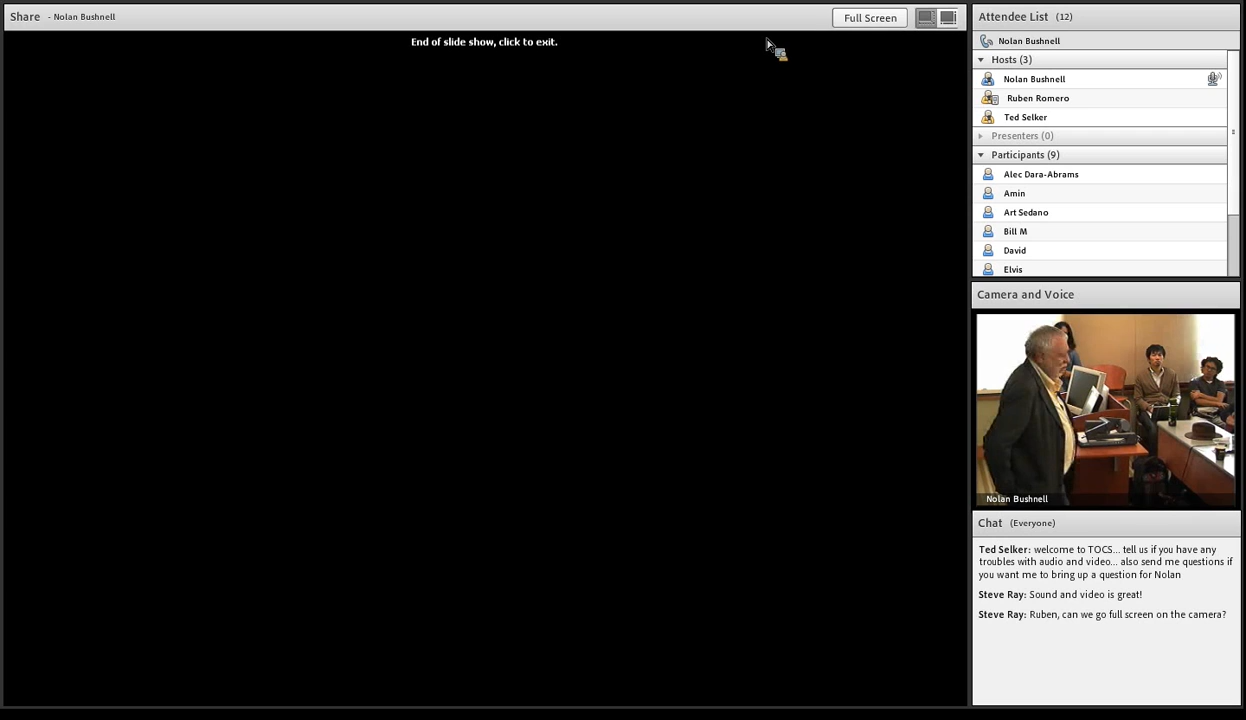 Share - Nolan Bushnell
Full Screen
End of slide show, click to exit.
Attendee List (12)
Nolan Bushnell
Hosts (3)
Nolan Bushnell
Ruben Romero
Ted Selker
Presenters (0)
Participants (9)
Alec Dara-Abrams
Amin
Art Sedano
Bill M
David
Elvis
Camera and Voice
Nolan Bushnell
Chat (Everyone)
Ted Selker: welcome to TOCS... tell us if you have any
troubles with audio and video... also send me questions if
you want me to bring up a question for Nolan
Steve Ray: Sound and video is great!
Steve Ray: Ruben, can we go full screen on the camera?